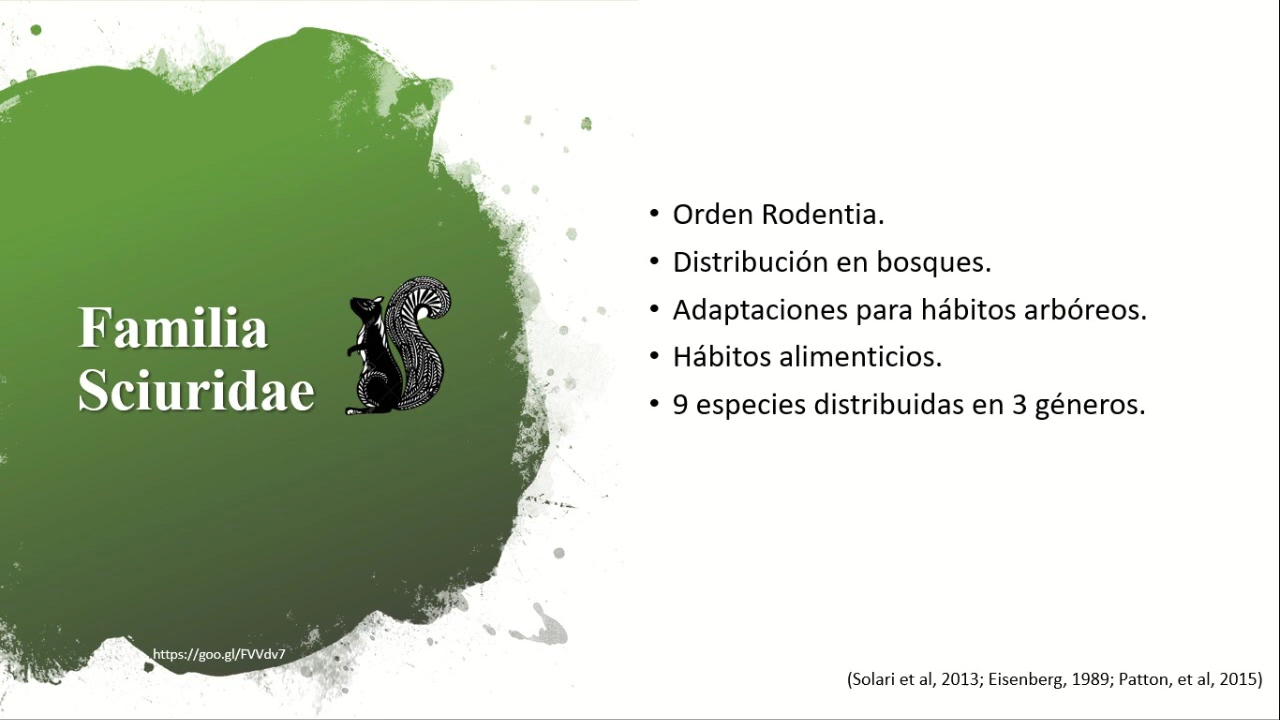 Familia
Sciuridae
https://goo.gl/FVVdv7
• Orden Rodentia.
• Distribución en bosques.
• Adaptaciones para hábitos arbóreos.
• Hábitos alimenticios.
• 9 especies distribuidas en 3 géneros.
(Solari et al, 2013; Eisenberg, 1989; Patton, et al, 2015)